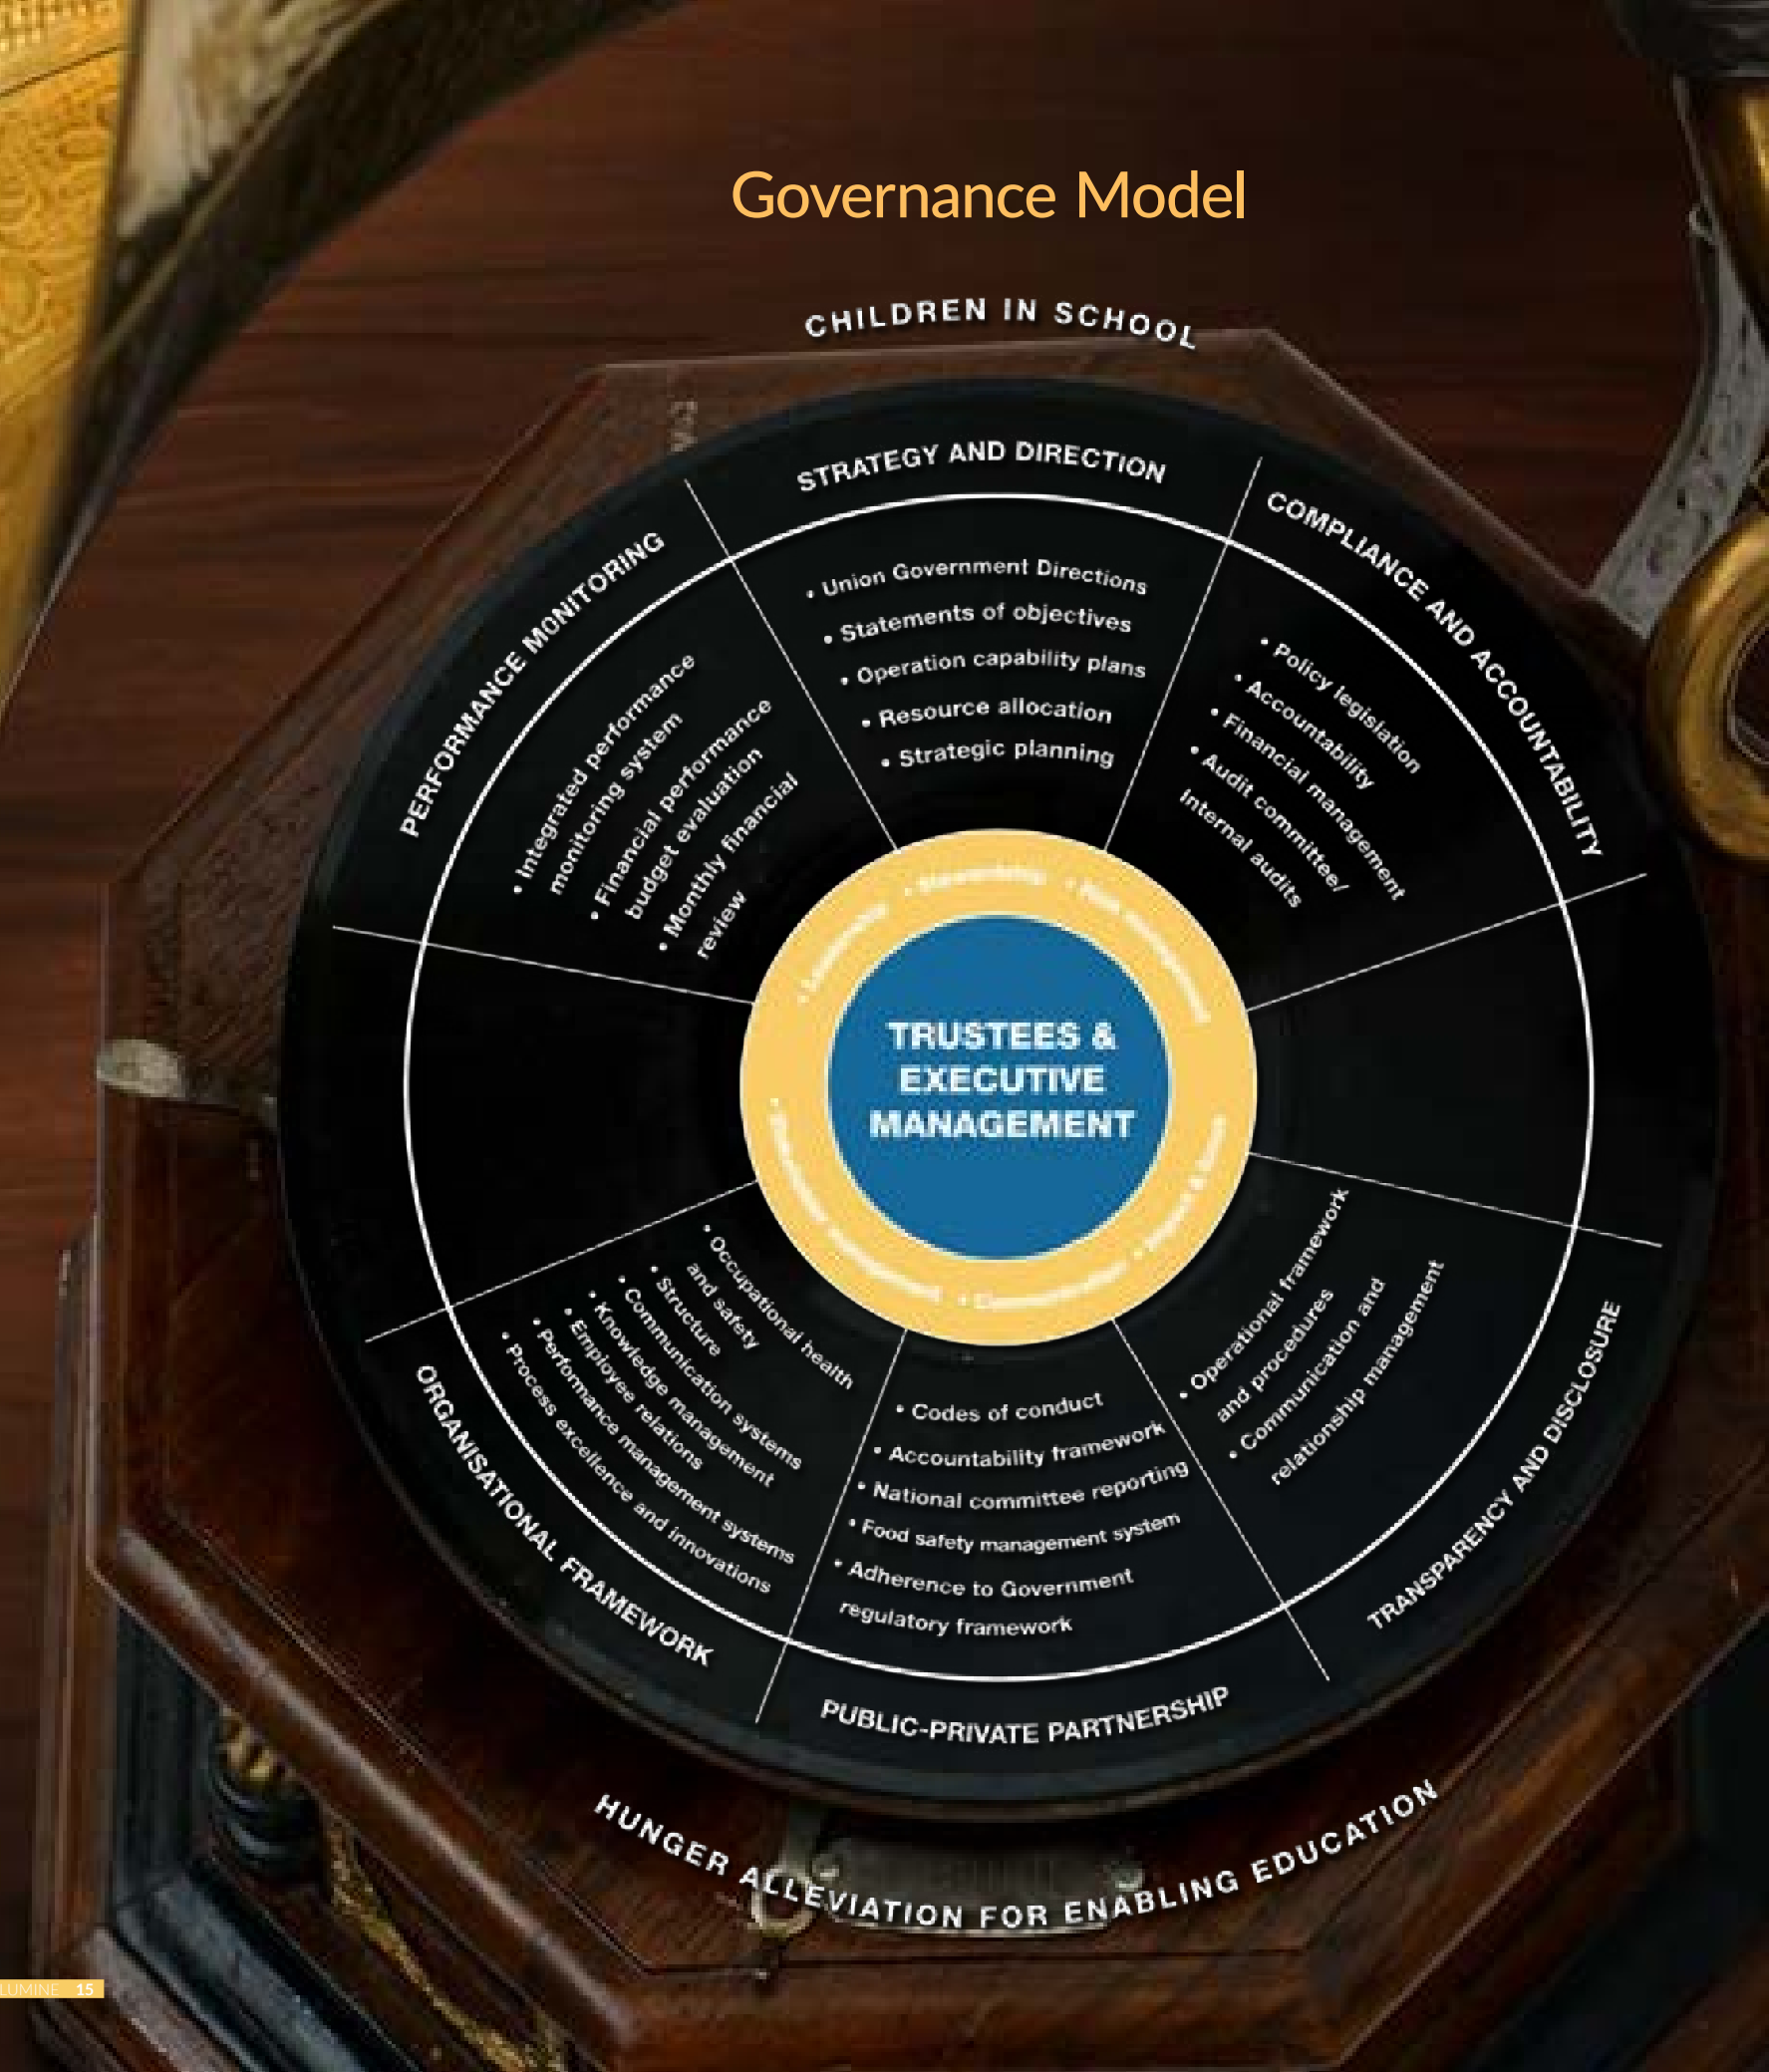 Governance Model
CHILDREN IN SCHOOL
STRATEGY AND DIRECTION
• Union Government Directions
• Statements of objectives
• Operation capability plans
• Resource allocation
• Strategic planning
COMPLIANCE AND ACCOUNTABILITY
• Policy legislation
• Accountability
• Financial management
• Audit committee/
Internal audits
PERFORMANCE MONITORING
• Integrated performance
monitoring system
• Financial performance
budget evaluation
• Monthly financial
review
• Leadership
• Stewardship
TRUSTEES &
EXECUTIVE
MANAGEMENT
TRANSPARENCY AND DISCLOSURE
• Operational framework
and procedures
• Communication and
relationship management
PUBLIC-PRIVATE PARTNERSHIP
• Codes of conduct
• Accountability framework
• National committee reporting
• Food safety management system
• Adherence to Government
regulatory framework
ORGANISATIONAL FRAMEWORK
• Occupational health
and safety
• Structure
• Communication systems
• Knowledge management
• Employee relations
• Performance management systems
• Process excellence and innovations
HUNGER ALLEVIATION FOR ENABLING EDUCATION
LUMINE 15